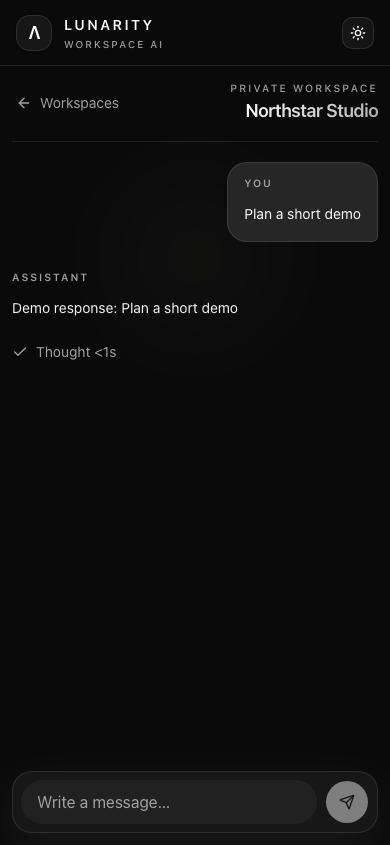 Λ
LUNARITY
WORKSPACE AI
Workspaces
PRIVATE WORKSPACE
Northstar Studio
YOU
Plan a short demo
ASSISTANT
Demo response: Plan a short demo
Thought <1s
Write a message...